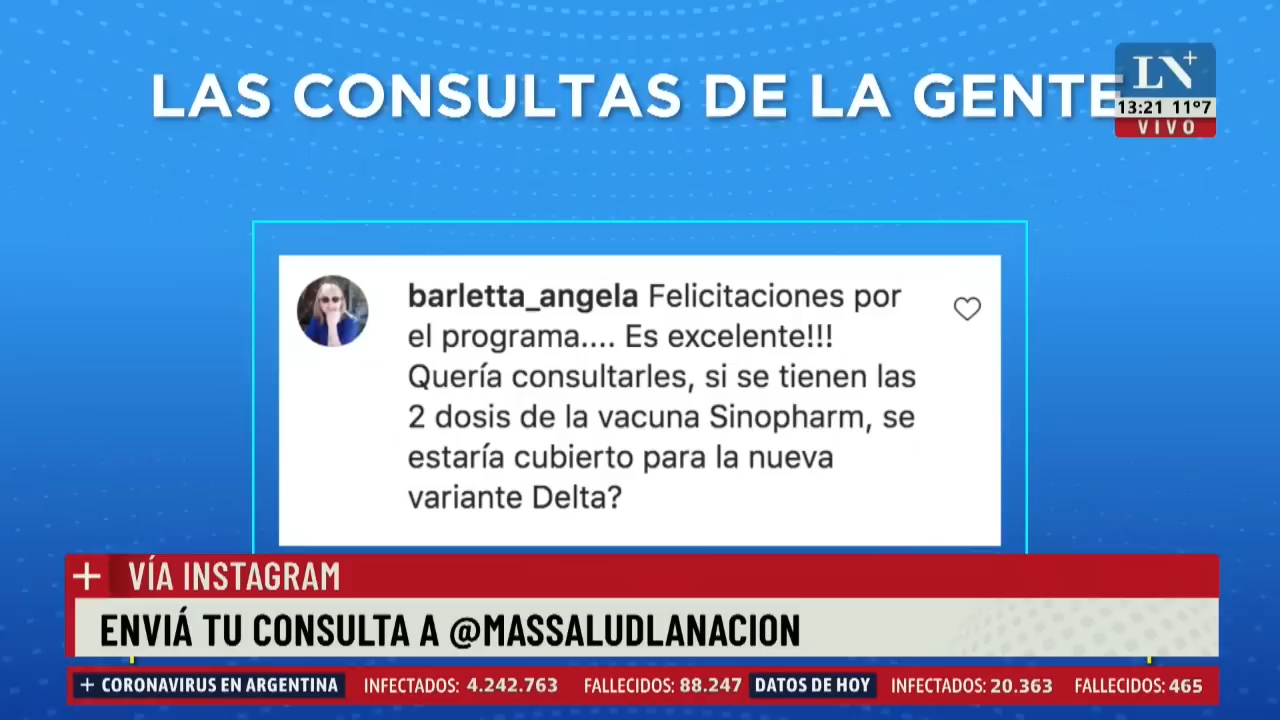 LAS CONSULTAS DE LA GENTE
LN+
13:21 11°7
VIVO
barletta_angela Felicitaciones por
el programa.... Es excelente!!!
Quería consultarles, si se tienen las
2 dosis de la vacuna Sinopharm, se
estaría cubierto para la nueva
variante Delta?
+ VÍA INSTAGRAM
ENVIÁ TU CONSULTA A @MASSALUDLANACION
+ CORONAVIRUS EN ARGENTINA INFECTADOS: 4.242.763 FALLECIDOS: 88.247 DATOS DE HOY INFECTADOS: 20.363 FALLECIDOS: 465